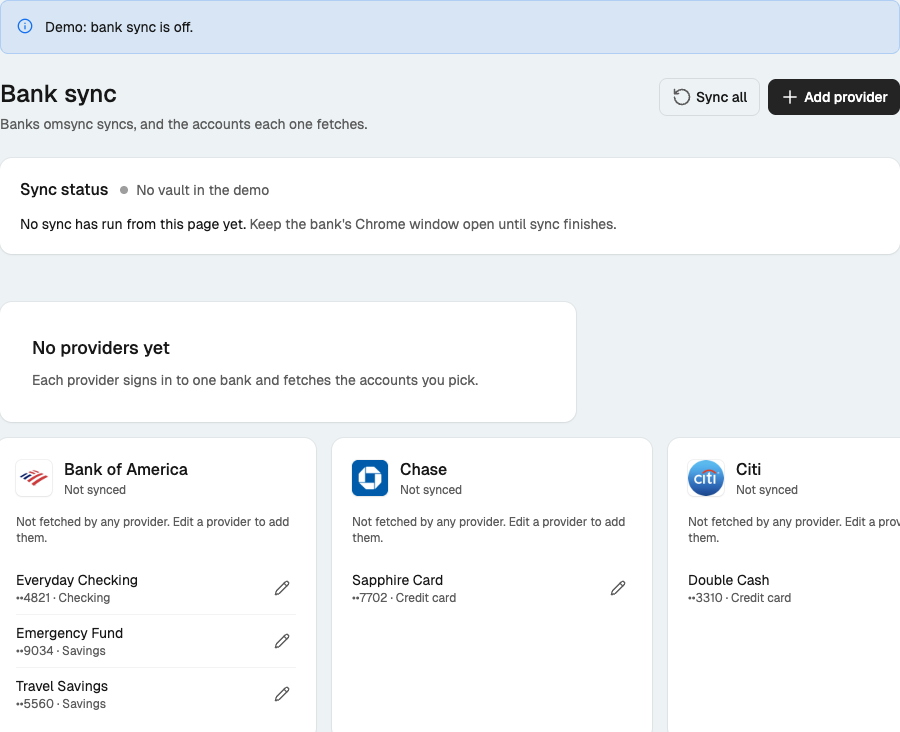 Demo: bank sync is off.
Bank sync
Banks omsync syncs, and the accounts each one fetches.
Sync all
Add provider
Sync status
No vault in the demo
No sync has run from this page yet. Keep the bank's Chrome window open until sync finishes.
No providers yet
Each provider signs in to one bank and fetches the accounts you pick.
Bank of America
Not synced
Not fetched by any provider. Edit a provider to add
them.
Everyday Checking
••4821 · Checking
Emergency Fund
••9034 · Savings
Travel Savings
••5560 · Savings
Chase
Not synced
Not fetched by any provider. Edit a provider to add
them.
Sapphire Card
••7702 · Credit card
citi
Citi
Not synced
Not fetched by any provider. Edit a prov
them.
Double Cash
••3310 · Credit card